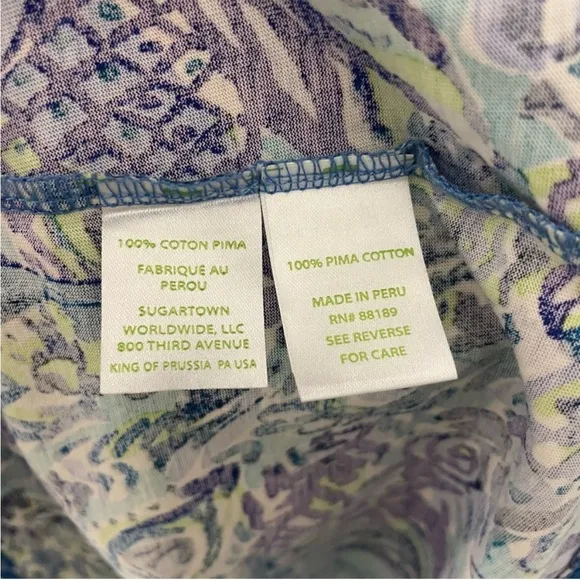 100% COTON PIMA
FABRIQUE AU
PEROU
SUGARTOWN
WORLDWIDE, LLC
800 THIRD AVENUE
KING OF PRUSSIA PA USA
100% PIMA COTTON
MADE IN PERU
RN# 88189
SEE REVERSE
FOR CARE